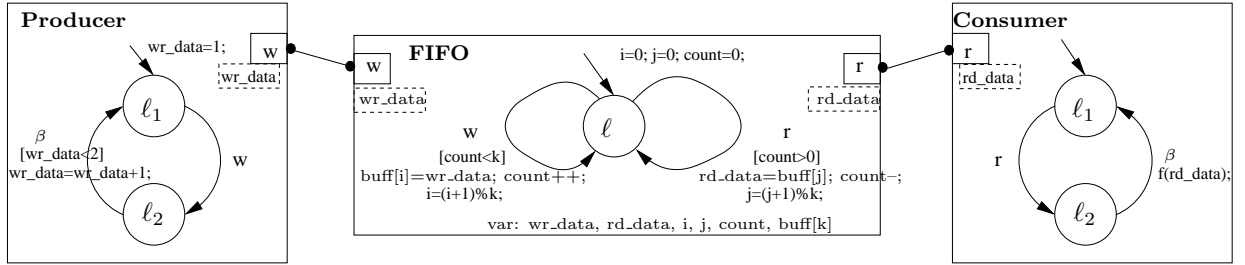 Producer
wr_data=1;
w
wr_data
ℓ1
β
[wr_data<2]
wr_data=wr_data+1;
w
ℓ2
FIFO
w
wr_data
i=0; j=0; count=0;
r
rd_data
ℓ
w
[count<k]
buff[i]=wr_data; count++;
i=(i+1)%k;
r
[count>0]
rd_data=buff[j]; count–;
j=(j+1)%k;
var: wr_data, rd_data, i, j, count, buff[k]
Consumer
r
rd_data
ℓ1
r
β
f(rd_data);
ℓ2